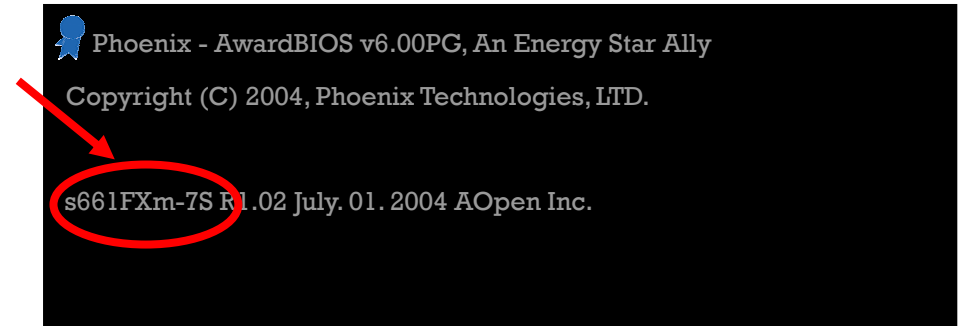 Phoenix - AwardBIOS v6.00PG, An Energy Star Ally
Copyright (C) 2004, Phoenix Technologies, LTD.
s661FXm-7S R1.02 July. 01. 2004 AOpen Inc.